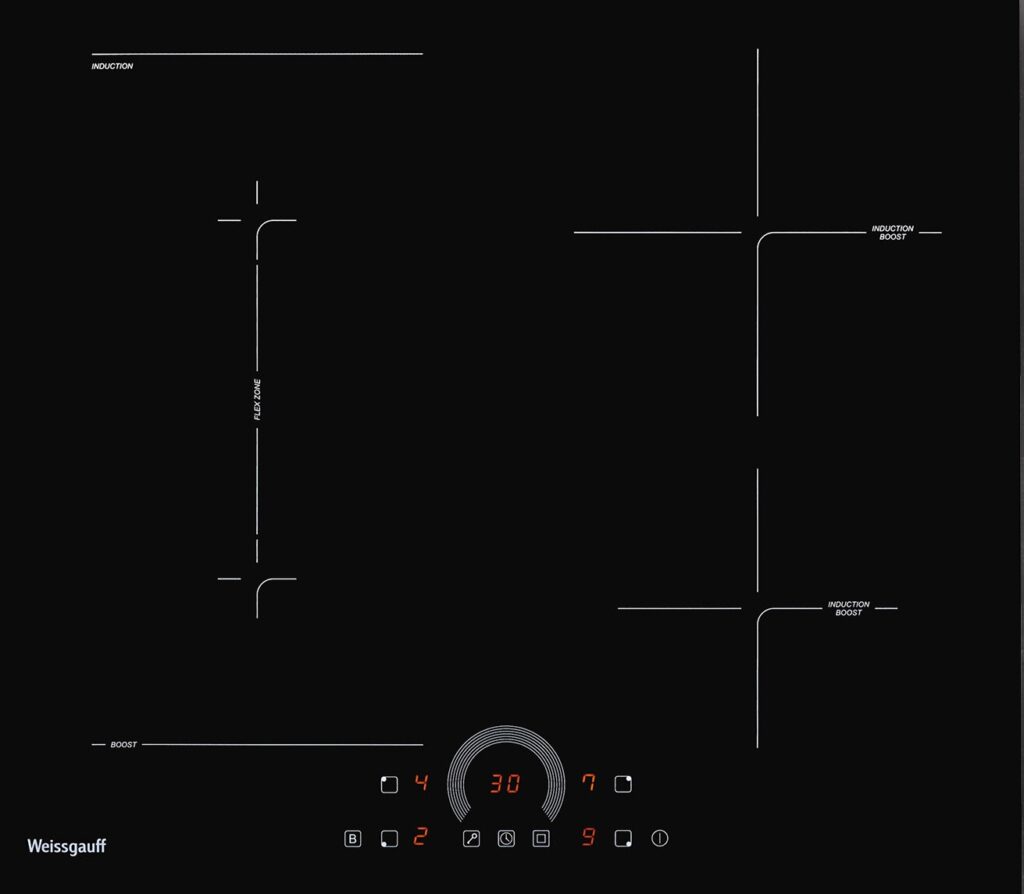 INDUCTION
INDUCTION
BOOST
FLEX ZONE
INDUCTION
BOOST
BOOST
4 30 7
B 2 9
Weissgauff